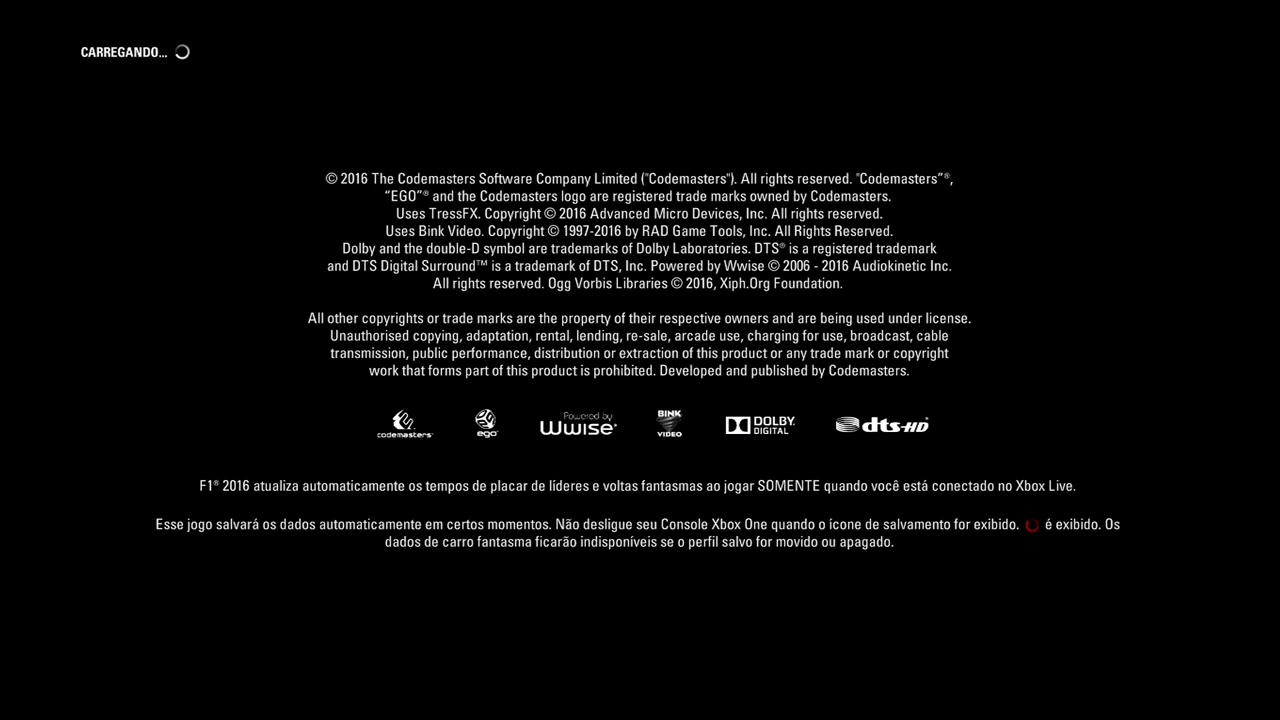 CARREGANDO...
© 2016 The Codemasters Software Company Limited ("Codemasters"). All rights reserved. "Codemasters”®,
“EGO”® and the Codemasters logo are registered trade marks owned by Codemasters.
Uses TressFX. Copyright © 2016 Advanced Micro Devices, Inc. All rights reserved.
Uses Bink Video. Copyright © 1997-2016 by RAD Game Tools, Inc. All Rights Reserved.
Dolby and the double-D symbol are trademarks of Dolby Laboratories. DTS® is a registered trademark
and DTS Digital Surround™ is a trademark of DTS, Inc. Powered by Wwise © 2006 - 2016 Audiokinetic Inc.
All rights reserved. Ogg Vorbis Libraries © 2016, Xiph.Org Foundation.
All other copyrights or trade marks are the property of their respective owners and are being used under license.
Unauthorised copying, adaptation, rental, lending, re-sale, arcade use, charging for use, broadcast, cable
transmission, public performance, distribution or extraction of this product or any trade mark or copyright
work that forms part of this product is prohibited. Developed and published by Codemasters.
codemasters®
ego®
Powered by
wwise®
BINK
VIDEO
DOLBY
DIGITAL
dts-HD®
F1® 2016 atualiza automaticamente os tempos de placar de líderes e voltas fantasmas ao jogar SOMENTE quando você está conectado no Xbox Live.
Esse jogo salvará os dados automaticamente em certos momentos. Não desligue seu Console Xbox One quando o ícone de salvamento for exibido. é exibido. Os
dados de carro fantasma ficarão indisponíveis se o perfil salvo for movido ou apagado.